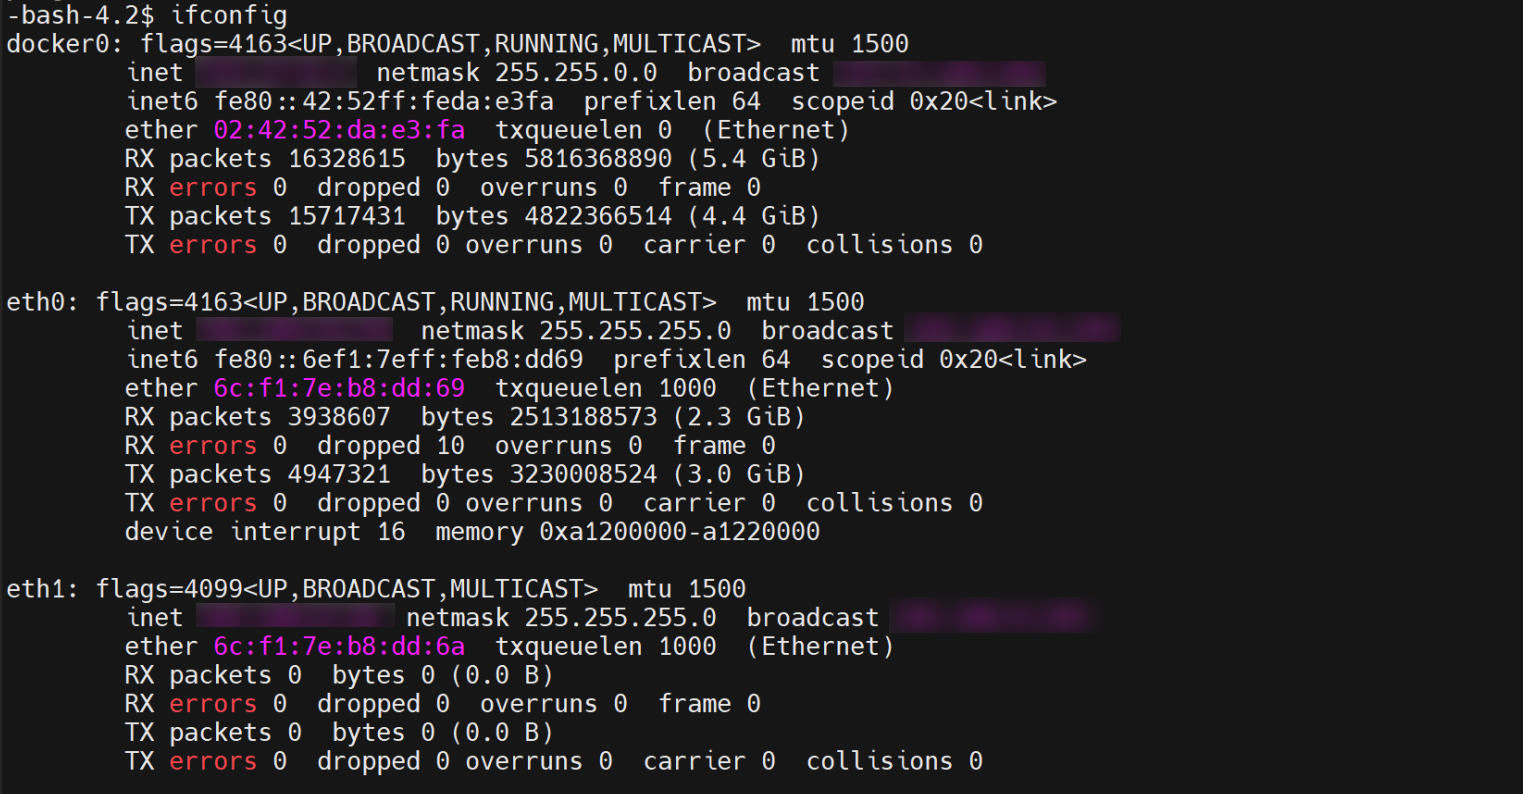 -bash-4.2$ ifconfig
docker0: flags=4163<UP,BROADCAST,RUNNING,MULTICAST>  mtu 1500
        inet  netmask 255.255.0.0  broadcast
        inet6 fe80::42:52ff:feda:e3fa  prefixlen 64  scopeid 0x20<link>
        ether 02:42:52:da:e3:fa  txqueuelen 0  (Ethernet)
        RX packets 16328615  bytes 5816368890 (5.4 GiB)
        RX errors 0  dropped 0  overruns 0  frame 0
        TX packets 15717431  bytes 4822366514 (4.4 GiB)
        TX errors 0  dropped 0 overruns 0  carrier 0  collisions 0

eth0: flags=4163<UP,BROADCAST,RUNNING,MULTICAST>  mtu 1500
        inet  netmask 255.255.255.0  broadcast
        inet6 fe80::6ef1:7eff:feb8:dd69  prefixlen 64  scopeid 0x20<link>
        ether 6c:f1:7e:b8:dd:69  txqueuelen 1000  (Ethernet)
        RX packets 3938607  bytes 2513188573 (2.3 GiB)
        RX errors 0  dropped 10  overruns 0  frame 0
        TX packets 4947321  bytes 3230008524 (3.0 GiB)
        TX errors 0  dropped 0 overruns 0  carrier 0  collisions 0
        device interrupt 16  memory 0xa1200000-a1220000

eth1: flags=4099<UP,BROADCAST,MULTICAST>  mtu 1500
        inet  netmask 255.255.255.0  broadcast
        ether 6c:f1:7e:b8:dd:6a  txqueuelen 1000  (Ethernet)
        RX packets 0  bytes 0 (0.0 B)
        RX errors 0  dropped 0  overruns 0  frame 0
        TX packets 0  bytes 0 (0.0 B)
        TX errors 0  dropped 0 overruns 0  carrier 0  collisions 0